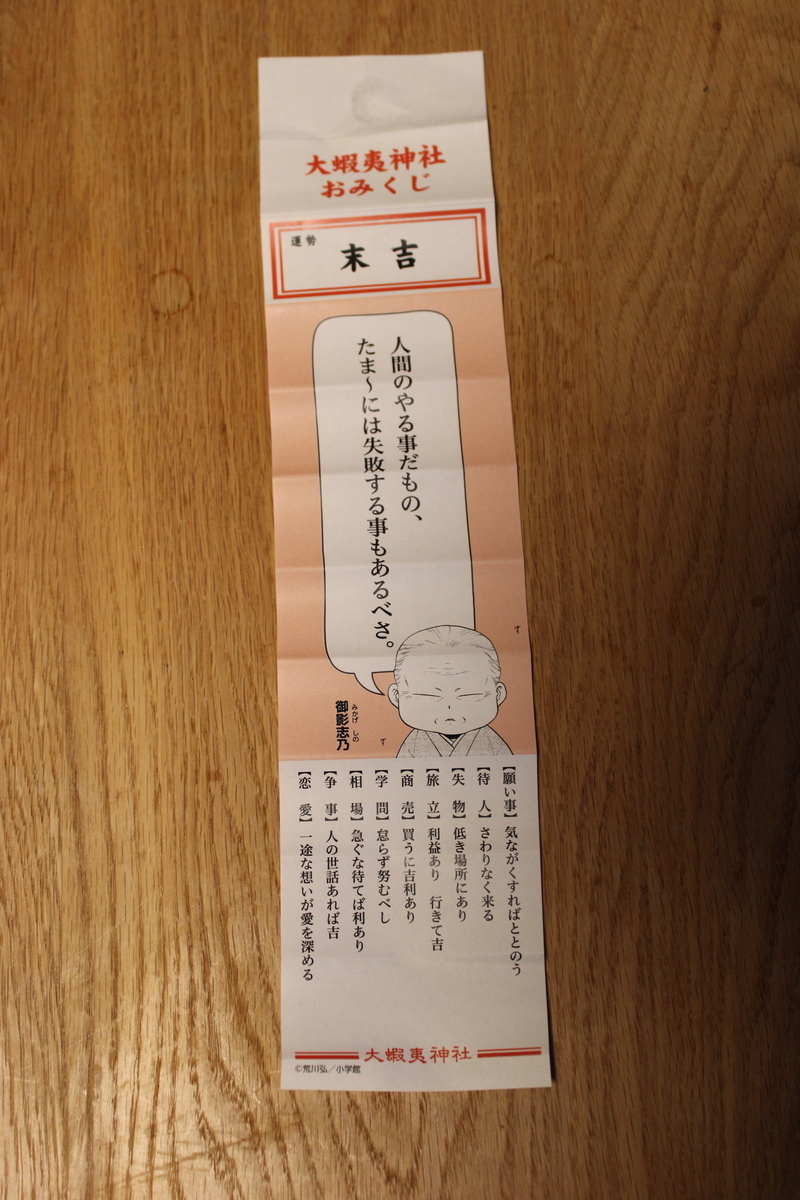 大蝦夷神社
おみくじ
運勢
末吉
人間のやる事だもの、
たま〜には失敗する事もあるべさ。
ず
ず
みかげ しの
御影志乃
【願い事】気ながくすればととのう
【待 人】さわりなく来る
【失 物】低き場所にあり
【旅 立】利益あり 行きて吉
【商 売】買うに吉利あり
【学 問】怠らず努むべし
【相 場】急ぐな待てば利あり
【争 事】人の世話あれば吉
【恋 愛】一途な想いが愛を深める
大蝦夷神社
©荒川弘/小学館